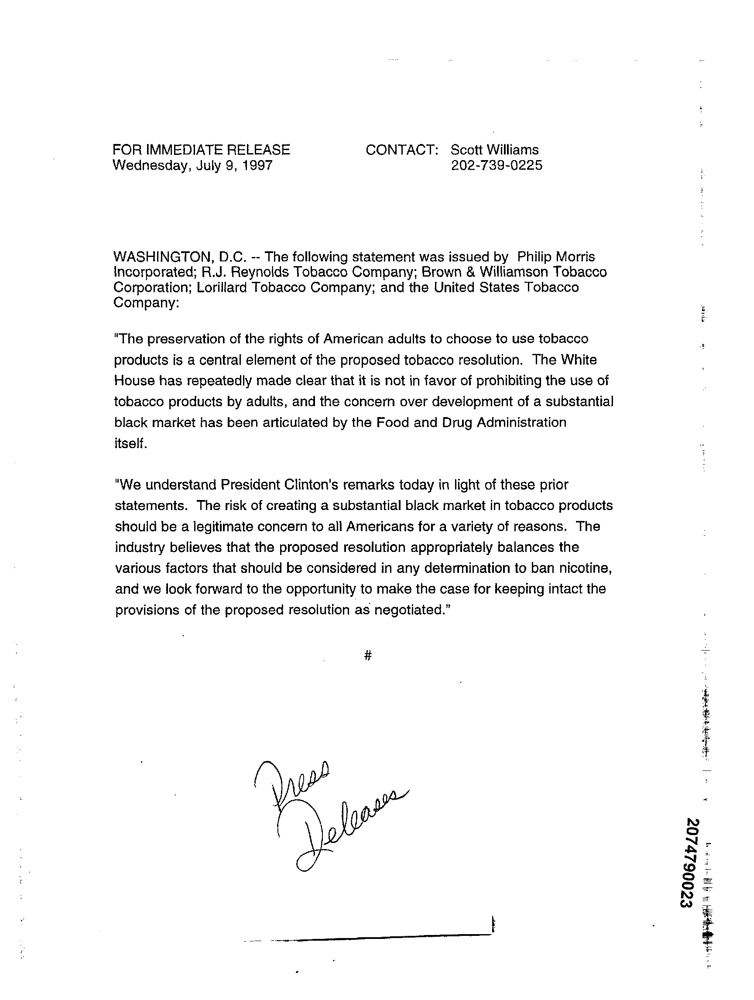 FOR IMMEDIATE RELEASE CONTACT: Scott Williams
Wednesday, July 9, 1997 202-739-0225
WASHINGTON, D.C. -- The following statement was issued by Philip Morris
Incorporated; R.J. Reynolds Tobacco Company; Brown & Williamson Tobacco
Corporation; Lorillard Tobacco Company; and the United States Tobacco
Company:
"The preservation of the rights of American adults to choose to use tobacco
products is a central element of the proposed tobacco resolution. The White
House has repeatedly made clear that it is not in favor of prohibiting the use of
tobacco products by adults, and the concern over development of a substantial
black market has been articulated by the Food and Drug Administration
itself.
"We understand President Clinton's remarks today in light of these prior
statements. The risk of creating a substantial black market in tobacco products
should be a legitimate concern to all Americans for a variety of reasons. The
industry believes that the proposed resolution appropriately balances the
various factors that should be considered in any determination to ban nicotine,
and we look forward to the opportunity to make the case for keeping intact the
provisions of the proposed resolution as negotiated."
#
Press
Releases
2074790023